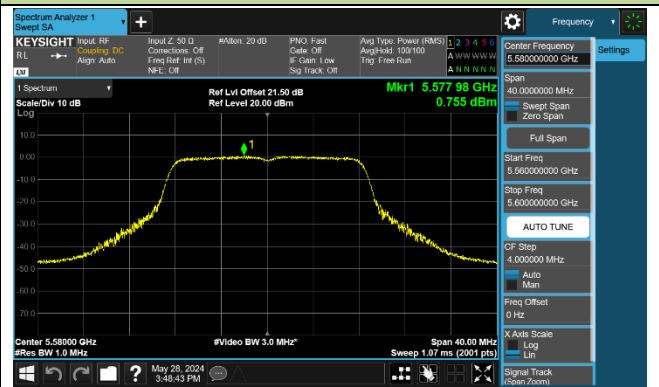 Spectrum Analyzer 1
Swept SA
+
Frequency
KEYSIGHT
RL
LXI
Input: RF
Coupling: DC
Align: Auto
Input Z: 50 Ω
Corrections: Off
Freq Ref: Int (S)
NFE: Off
#Atten: 20 dB
PNO: Fast
Gate: Off
IF Gain: Low
Sig Track: Off
Avg Type: Power (RMS)
Avg|Hold: 100/100
Trig: Free Run
1 2 3 4 5 6
A W W W W W
A N N N N N
1 Spectrum
Scale/Div 10 dB
Log
Ref Lvl Offset 21.50 dB
Ref Level 20.00 dBm
Mkr1 5.577 98 GHz
0.755 dBm
1
10.0
0.00
-10.0
-20.0
-30.0
-40.0
-50.0
-60.0
-70.0
Center 5.58000 GHz
#Res BW 1.0 MHz
#Video BW 3.0 MHz*
Span 40.00 MHz
Sweep 1.07 ms (2001 pts)
Center Frequency
5.580000000 GHz
Settings
Span
40.0000000 MHz
Swept Span
Zero Span
Full Span
Start Freq
5.560000000 GHz
Stop Freq
5.600000000 GHz
AUTO TUNE
CF Step
4.000000 MHz
Auto
Man
Freq Offset
0 Hz
X Axis Scale
Log
Lin
Signal Track
(Span Zoom)
?
May 28, 2024
3:48:43 PM